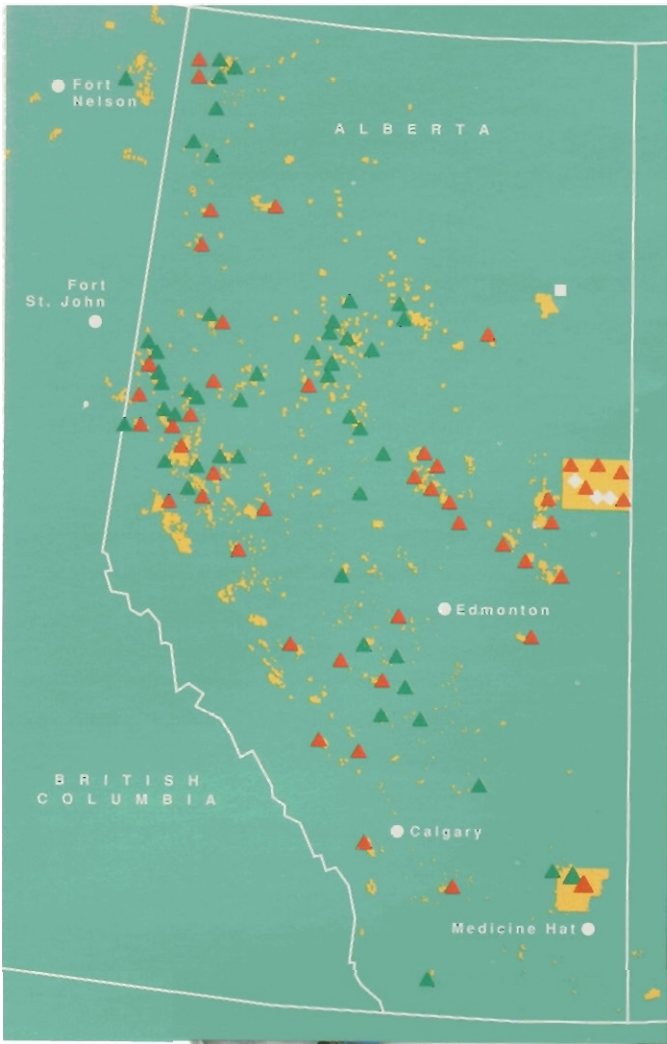 Fort
Nelson
ALBERTA
Fort
St. John
Edmonton
BRITISH
COLUMBIA
Calgary
Medicine Hat